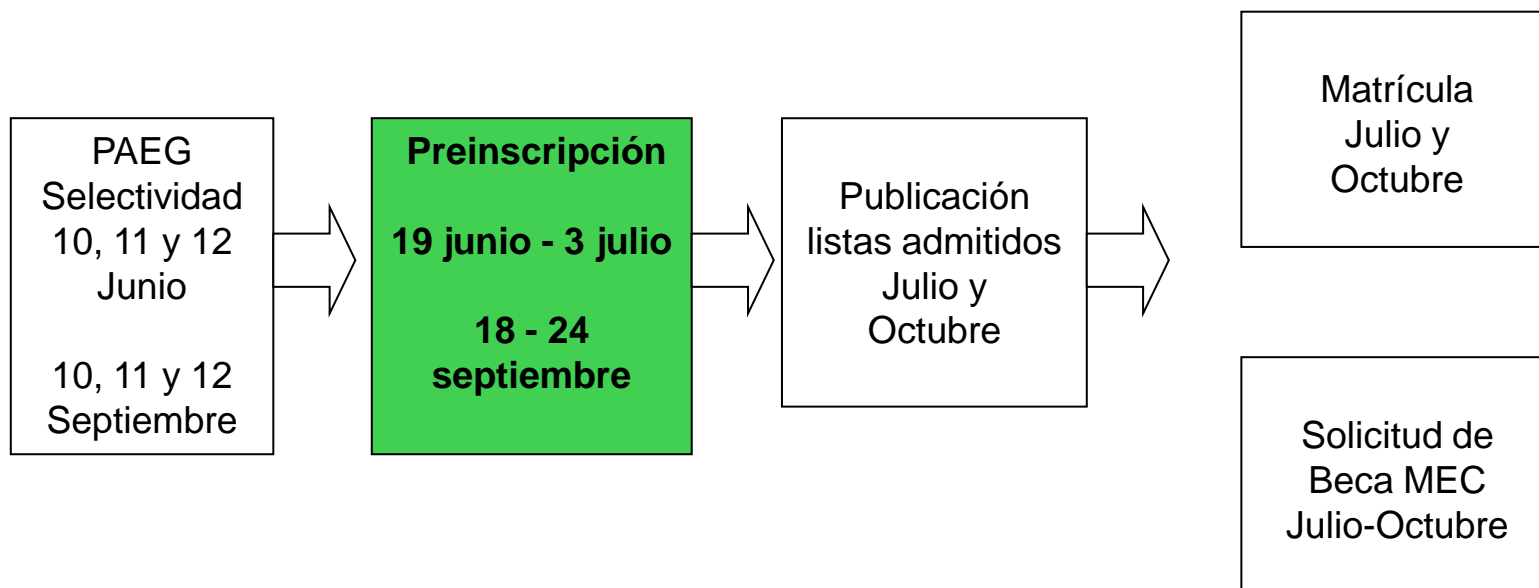 PAEG
Selectividad
10, 11 y 12
Junio
10, 11 y 12
Septiembre
Preinscripción
19 junio - 3 julio
18 - 24
septiembre
Publicación
listas admitidos
Julio y
Octubre
Matrícula
Julio y
Octubre
Solicitud de
Beca MEC
Julio-Octubre